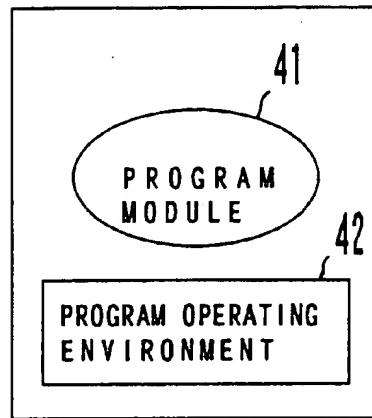 41
PROGRAM
MODULE
42
PROGRAM OPERATING
ENVIRONMENT